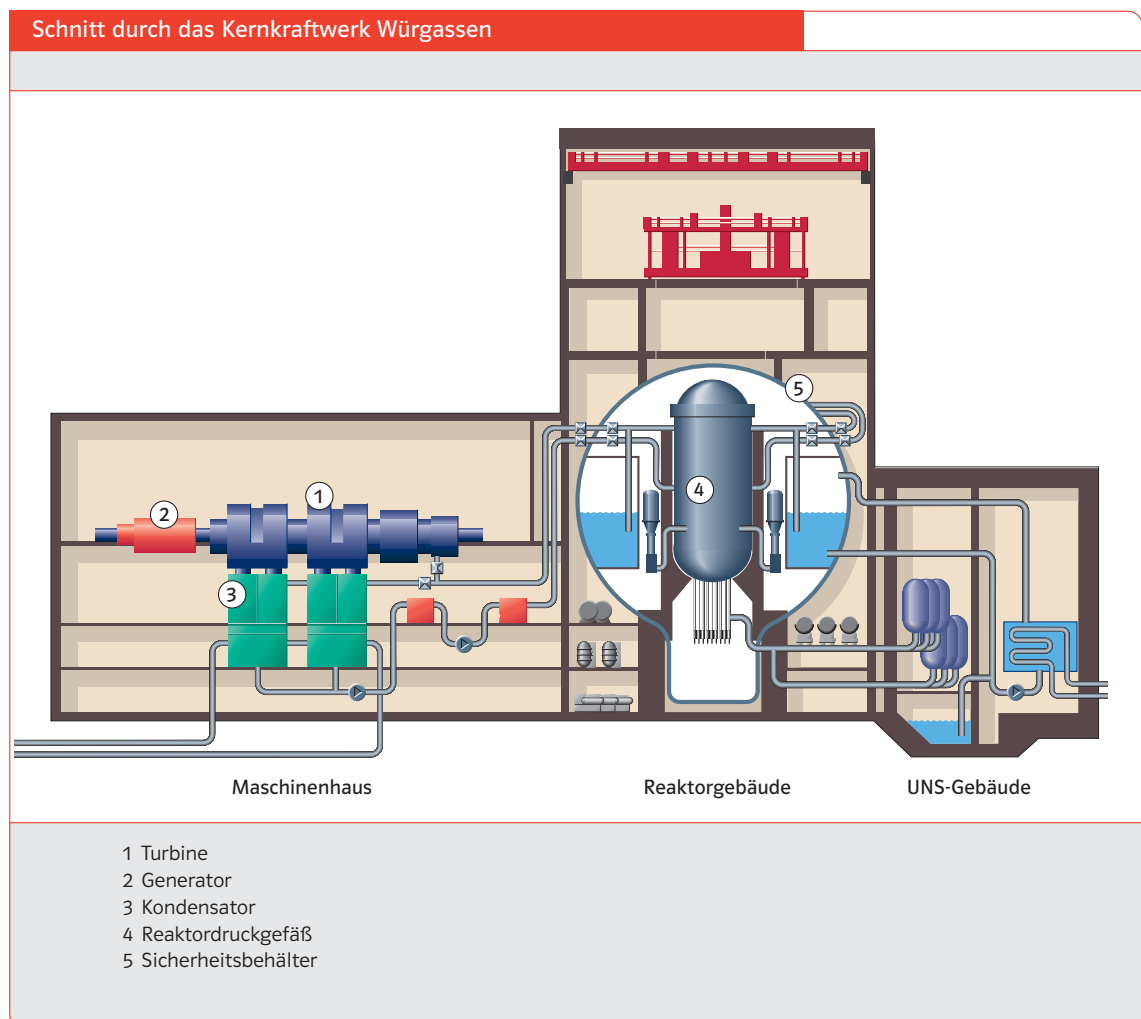 Schnitt durch das Kernkraftwerk Würgassen
5
4
1
2
3
Maschinenhaus Reaktorgebäude UNS-Gebäude
1 Turbine
2 Generator
3 Kondensator
4 Reaktordruckgefäß
5 Sicherheitsbehälter